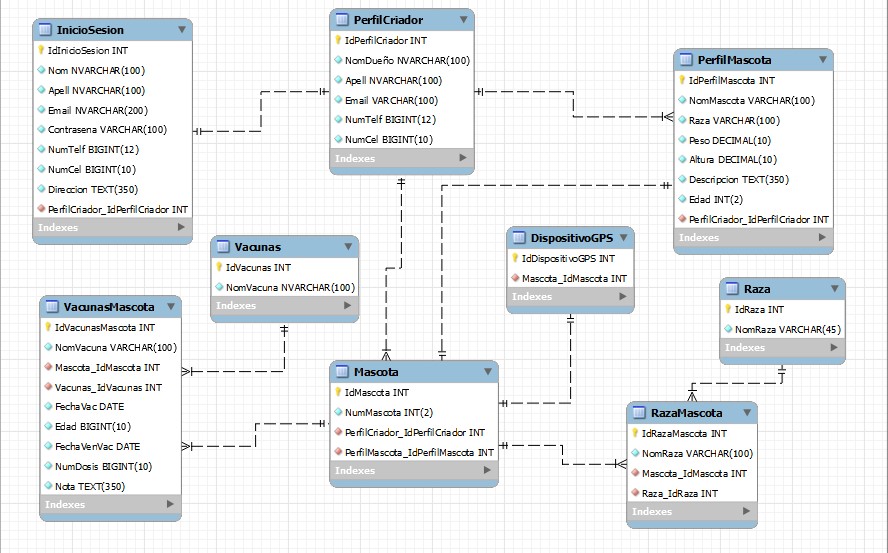 InicioSesion
IdInicioSesion INT
Nom NVARCHAR(100)
Apell NVARCHAR(100)
Email NVARCHAR(200)
Contrasena VARCHAR(100)
NumTelf BIGINT(12)
NumCel BIGINT(10)
Direccion TEXT(350)
PerfilCriador_IdPerfilCriador INT
Indexes
PerfilCriador
IdPerfilCriador INT
NomDueño NVARCHAR(100)
Apell NVARCHAR(100)
Email VARCHAR(100)
NumTelf BIGINT(12)
NumCel BIGINT(10)
Indexes
PerfilMascota
IdPerfilMascota INT
NomMascota VARCHAR(100)
Raza VARCHAR(100)
Peso DECIMAL(10)
Altura DECIMAL(10)
Descripcion TEXT(350)
Edad INT(2)
PerfilCriador_IdPerfilCriador INT
Indexes
Vacunas
IdVacunas INT
NomVacuna NVARCHAR(100)
Indexes
DispositivoGPS
IdDispositivoGPS INT
Mascota_IdMascota INT
Indexes
Raza
IdRaza INT
NomRaza VARCHAR(45)
Indexes
VacunasMascota
IdVacunasMascota INT
NomVacuna VARCHAR(100)
Mascota_IdMascota INT
Vacunas_IdVacunas INT
FechaVac DATE
Edad BIGINT(10)
FechaVenVac DATE
NumDosis BIGINT(10)
Nota TEXT(350)
Indexes
Mascota
IdMascota INT
NumMascota INT(2)
PerfilCriador_IdPerfilCriador INT
PerfilMascota_IdPerfilMascota INT
Indexes
RazaMascota
IdRazaMascota INT
NomRaza VARCHAR(100)
Mascota_IdMascota INT
Raza_IdRaza INT
Indexes